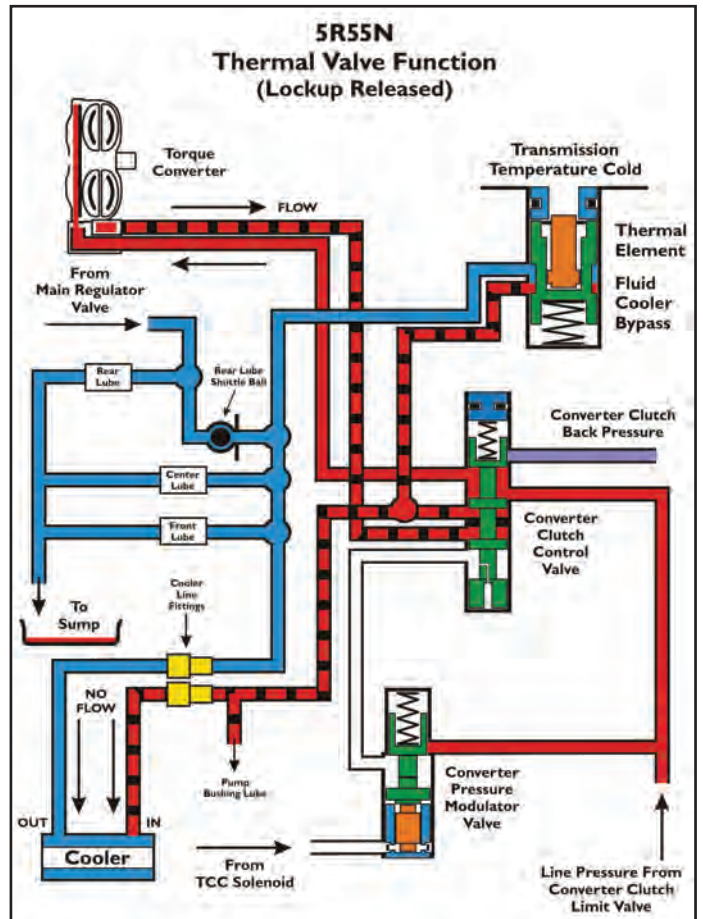 5R55N
Thermal Valve Function
(Lockup Released)
Torque
Converter
FLOW
Transmission
Temperature Cold
Thermal
Element
Fluid
Cooler
Bypass
From
Main Regulator
Valve
Rear
Lube
Rear Lube
Shuttle Ball
Converter Clutch
Back Pressure
Center
Lube
Front
Lube
Converter
Clutch
Control
Valve
Cooler
Line
Fittings
To
Sump
NO
FLOW
Pump
Bushing Lube
Converter
Pressure
Modulator
Valve
OUT
IN
Cooler
From
TCC Solenoid
Line Pressure From
Converter Clutch
Limit Valve